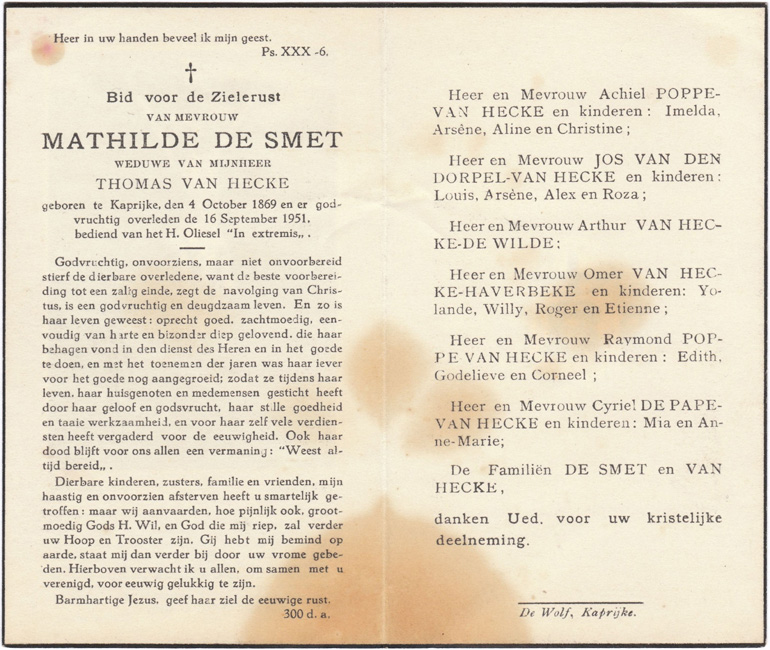 Heer in uw handen beveel ik mijn geest.
Ps. XXX -6.
Bid voor de Zielerust
VAN MEVROUW
MATHILDE DE SMET
WEDUWE VAN MIJNHEER
THOMAS VAN HECKE
geboren te Kaprijke, den 4 October 1869 en er god-
vruchtig overleden de 16 September 1951,
bediend van het H. Oliesel "In extremis,,.
Godvruchtig, onvoorziens, maar niet onvoorbereid
stierf de dierbare overledene, want de beste voorberei-
ding tot een zalig einde, zegt de navolging van Chris-
tus, is een godvruchtig en deugdzaam leven. En zo is
haar leven geweest: oprecht goed, zachtmoedig, een-
voudig van harte en bizonder diep gelovend, die haar
behagen vond in den dienst des Heren en in het goede
te doen, en met het toenemen der jaren was haar iever
voor het goede nog aangegroeid; zodat ze tijdens haar
leven, haar huisgenoten en medemensen gesticht heeft
door haar geloof en godsvrucht, haar stille goedheid
en taaie werkzaamheid, en voor haar zelf vele verdien-
sten heeft vergaderd voor de eeuwigheid. Ook haar
dood blijft voor ons allen een vermaning: "Weest al-
tijd bereid,,.
Dierbare kinderen, zusters, familie en vrienden, mijn
haastig en onvoorzien afsterven heeft u smartelijk ge-
troffen: maar wij aanvaarden, hoe pijnlijk ook, groot-
moedig Gods H. Wil, en God die mij riep, zal verder
uw Hoop en Trooster zijn. Gij hebt mij bemind op
aarde, staat mij dan verder bij door uw vrome gebe-
den. Hierboven verwacht ik u allen, om samen met u
verenigd, voor eeuwig gelukkig te zijn.
Barmhartige Jezus, geef haar ziel de eeuwige rust.
300 d. a.
Heer en Mevrouw Achiel POPPE-
VAN HECKE en kinderen: Imelda,
Arsène, Aline en Christine;
Heer en Mevrouw JOS VAN DEN
DORPEL-VAN HECKE en kinderen:
Louis, Arsène, Alex en Roza;
Heer en Mevrouw Arthur VAN HEC-
KE-DE WILDE;
Heer en Mevrouw Omer VAN HEC-
KE-HAVERBEKE en kinderen: Yo-
lande, Willy, Roger en Etienne;
Heer en Mevrouw Raymond POP-
PE VAN HECKE en kinderen: Edith,
Godelieve en Corneel;
Heer en Mevrouw Cyriel DE PAPE-
VAN HECKE en kinderen: Mia en An-
ne-Marie;
De Familiën DE SMET en VAN
HECKE,
danken Ued. voor uw kristelijke
deelneming.
De Wolf, Kaprijke.